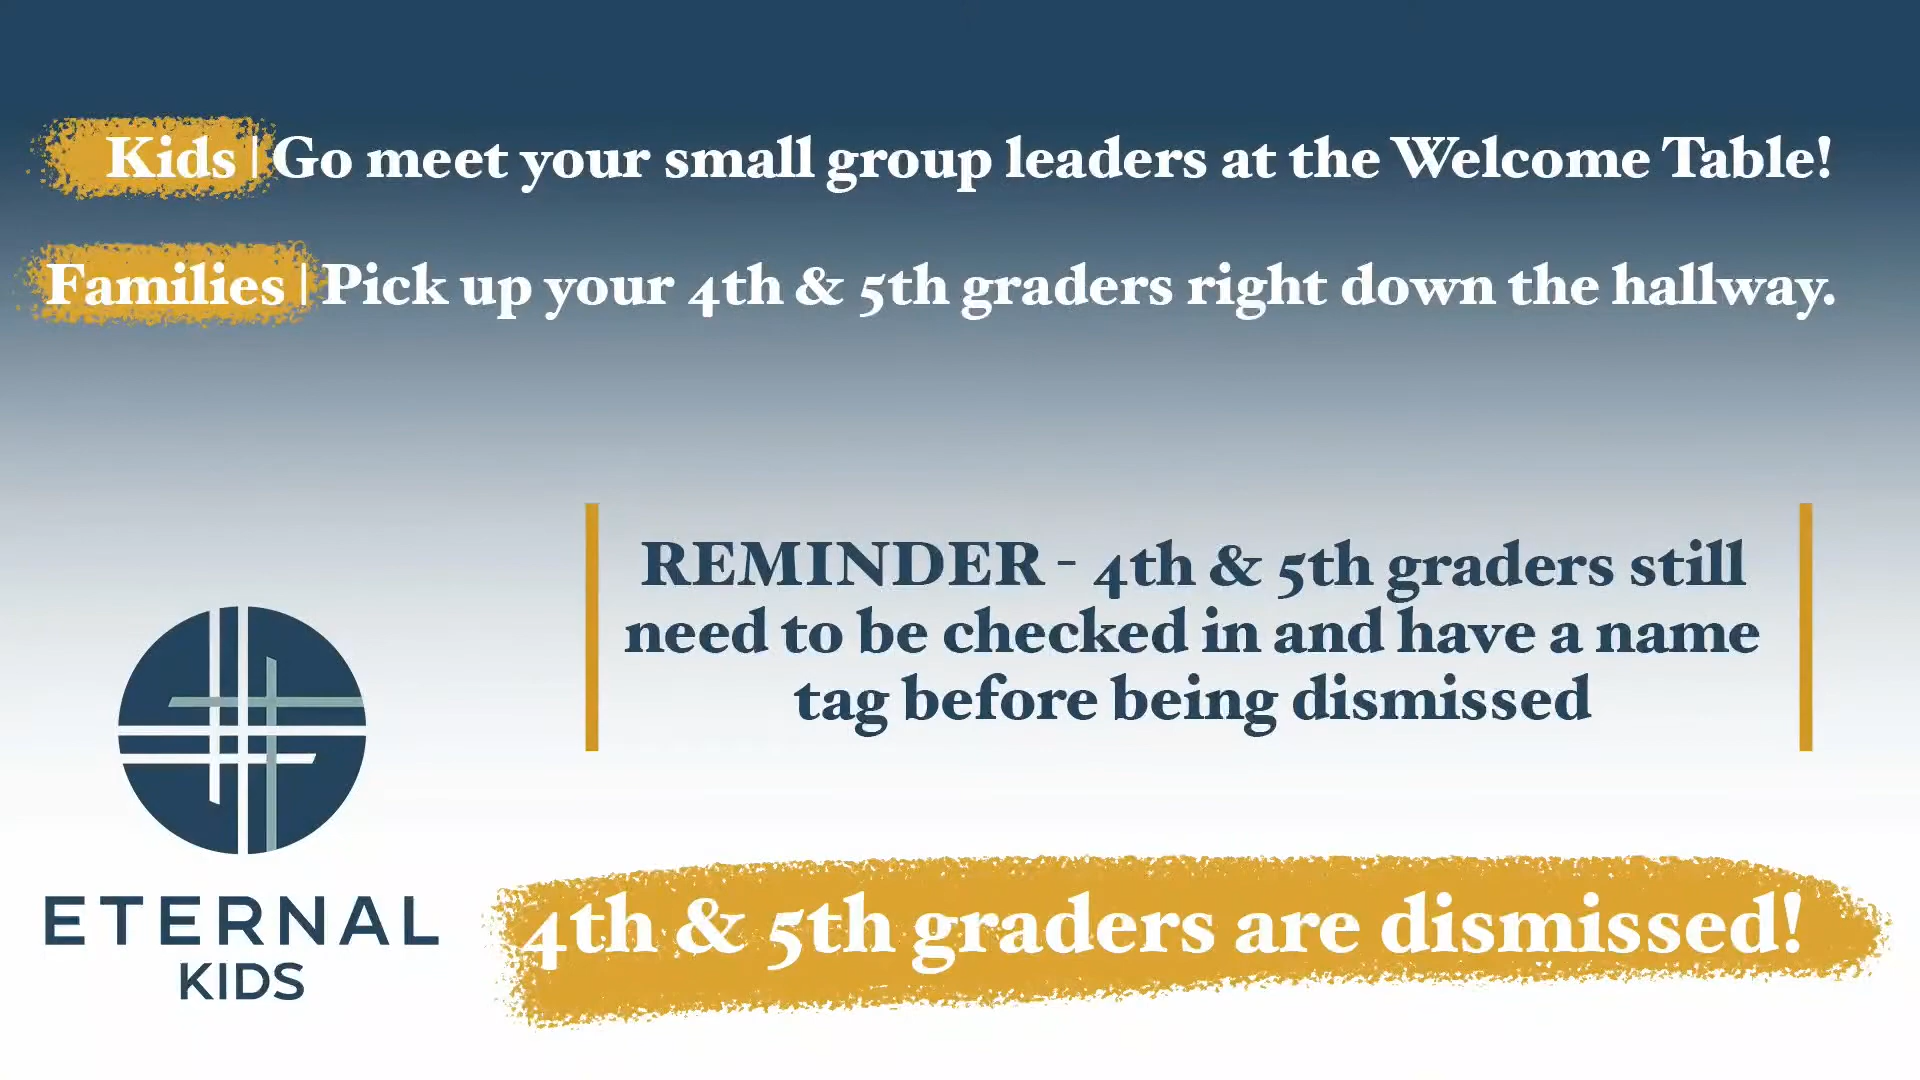 Kids | Go meet your small group leaders at the Welcome Table!
Families | Pick up your 4th & 5th graders right down the hallway.
REMINDER - 4th & 5th graders still
need to be checked in and have a name
tag before being dismissed
ETERNAL
KIDS
4th & 5th graders are dismissed!